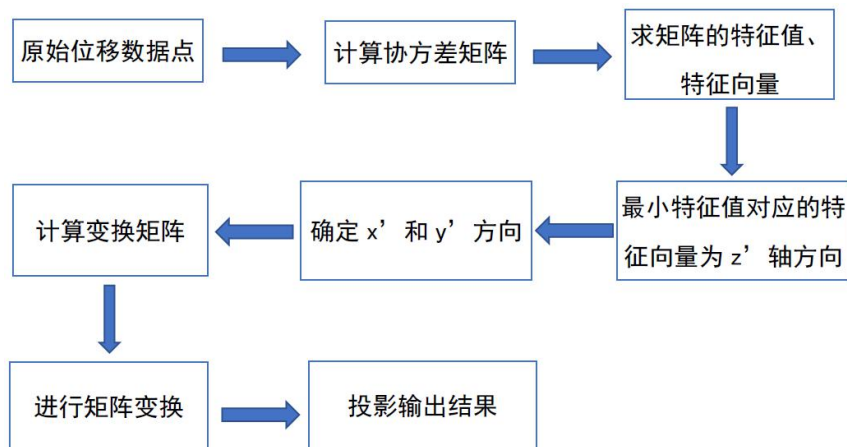 原始位移数据点
计算协方差矩阵
求矩阵的特征值、
特征向量
最小特征值对应的特
征向量为 z’轴方向
确定 x’和 y’方向
计算变换矩阵
进行矩阵变换
投影输出结果